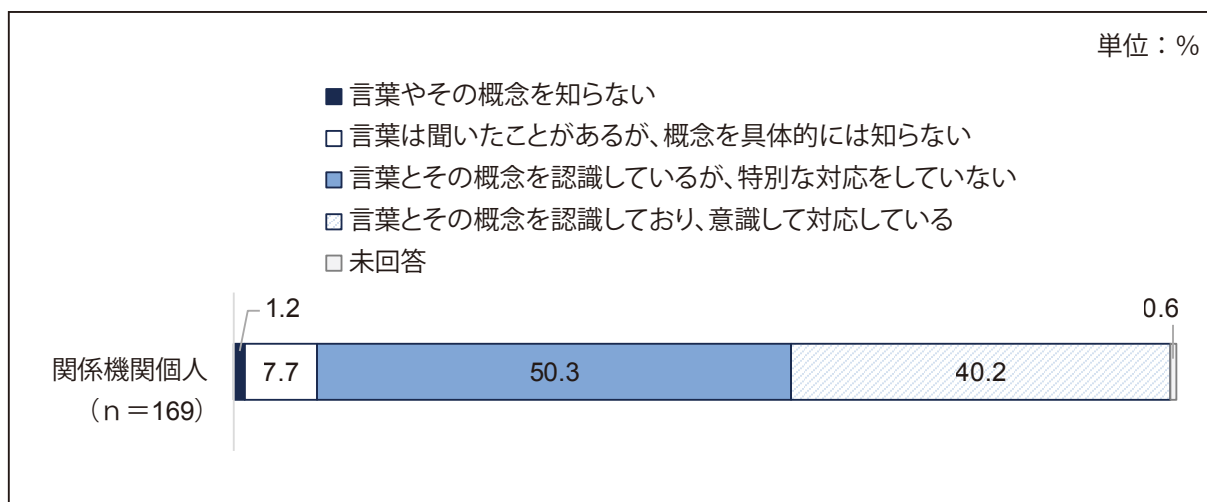 単位：％
言葉やその概念を知らない
言葉は聞いたことがあるが、概念を具体的には知らない
言葉とその概念を認識しているが、特別な対応をしていない
言葉とその概念を認識しており、意識して対応している
未回答
1.2
0.6
関係機関個人
（ｎ＝169）
7.7
50.3
40.2